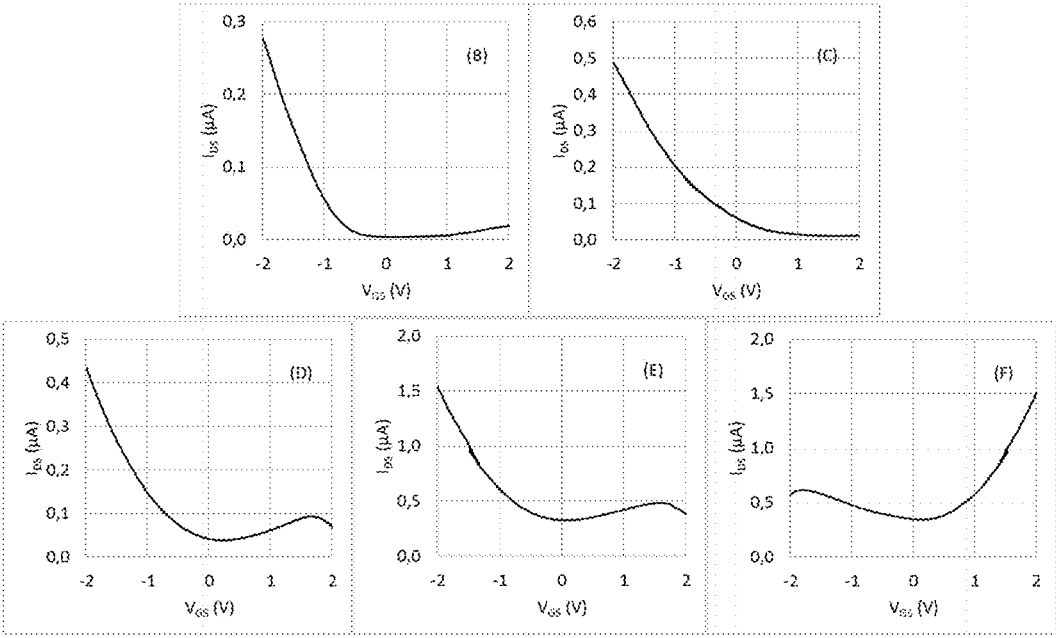 0,3
(B)
0,2
I_DS (µA)
0,1
0,0
-2 -1 0 1 2
V_GS (V)
0,6
(C)
0,5
0,4
I_DS (µA)
0,3
0,2
0,1
0,0
-2 -1 0 1 2
V_GS (V)
0,5
(D)
0,4
I_DS (µA)
0,3
0,2
0,1
0,0
-2 -1 0 1 2
V_GS (V)
2,0
(E)
1,5
I_DS (µA)
1,0
0,5
0,0
-2 -1 0 1 2
V_GS (V)
2,0
(F)
1,5
I_DS (µA)
1,0
0,5
0,0
-2 -1 0 1 2
V_GS (V)